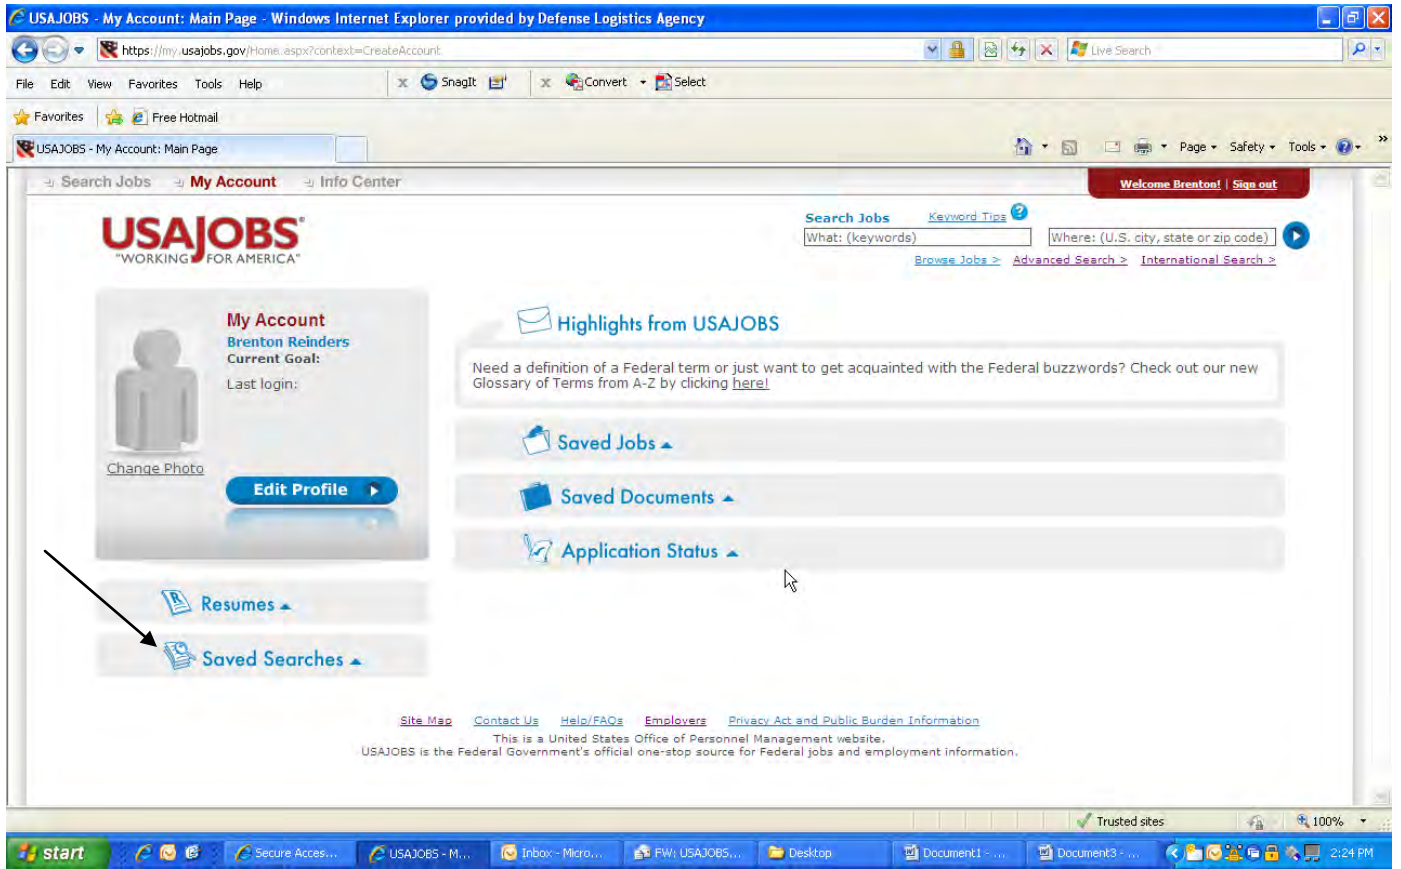 USAJOBS - My Account: Main Page - Windows Internet Explorer provided by Defense Logistics Agency
https://my.usajobs.gov/Home.aspx?context=CreateAccount
Live Search
File Edit View Favorites Tools Help
x SnagIt
x Convert Select
Favorites
Free Hotmail
USAJOBS - My Account: Main Page
Page Safety Tools
Search Jobs My Account Info Center
Welcome Brenton! | Sign out
USAJOBS
"WORKING FOR AMERICA"
Search Jobs Keyword Tips ?
What: (keywords) Where: (U.S. city, state or zip code)
Browse Jobs > Advanced Search > International Search >
My Account
Brenton Reinders
Current Goal:
Last login:
Change Photo
Edit Profile
Resumes
Saved Searches
Highlights from USAJOBS
Need a definition of a Federal term or just want to get acquainted with the Federal buzzwords? Check out our new
Glossary of Terms from A-Z by clicking here!
Saved Jobs
Saved Documents
Application Status
Site Map Contact Us Help/FAQs Employers Privacy Act and Public Burden Information
This is a United States Office of Personnel Management website.
USAJOBS is the Federal Government's official one-stop source for Federal jobs and employment information.
Trusted sites
100%
start
Secure Acces...
USAJOBS - M...
Inbox - Micro...
FW: USAJOBS...
Desktop
Document1 - ...
Document3 - ...
2:24 PM